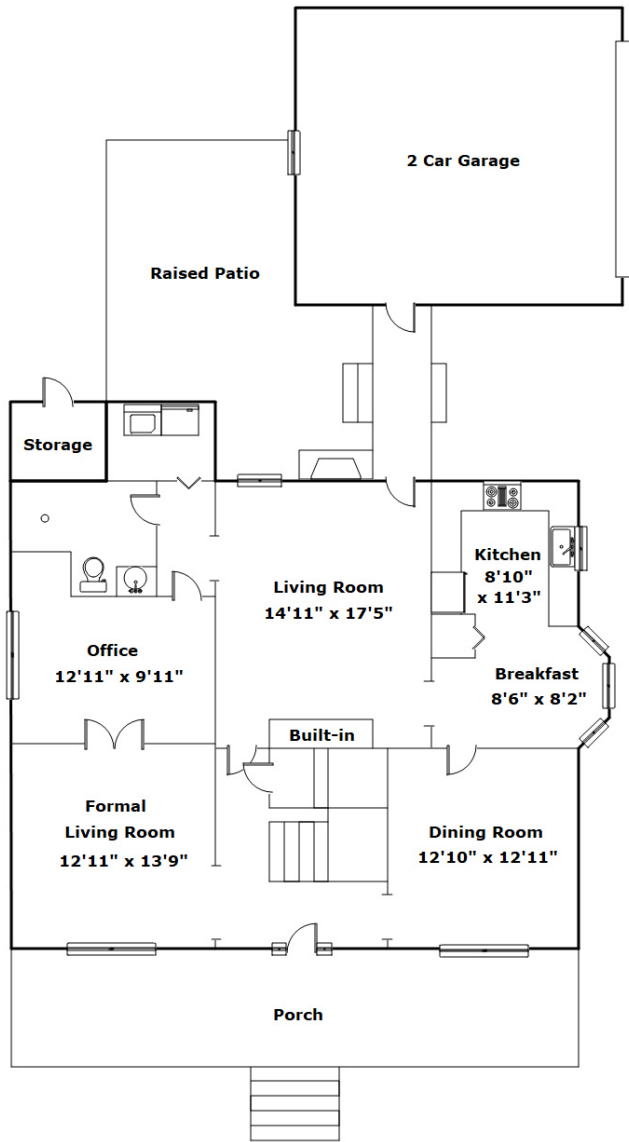 2 Car Garage
Raised Patio
Storage
Kitchen
8'10"
x 11'3"
Living Room
14'11" x 17'5"
Office
12'11" x 9'11"
Breakfast
8'6" x 8'2"
Built-in
Formal
Living Room
12'11" x 13'9"
Dining Room
12'10" x 12'11"
Porch